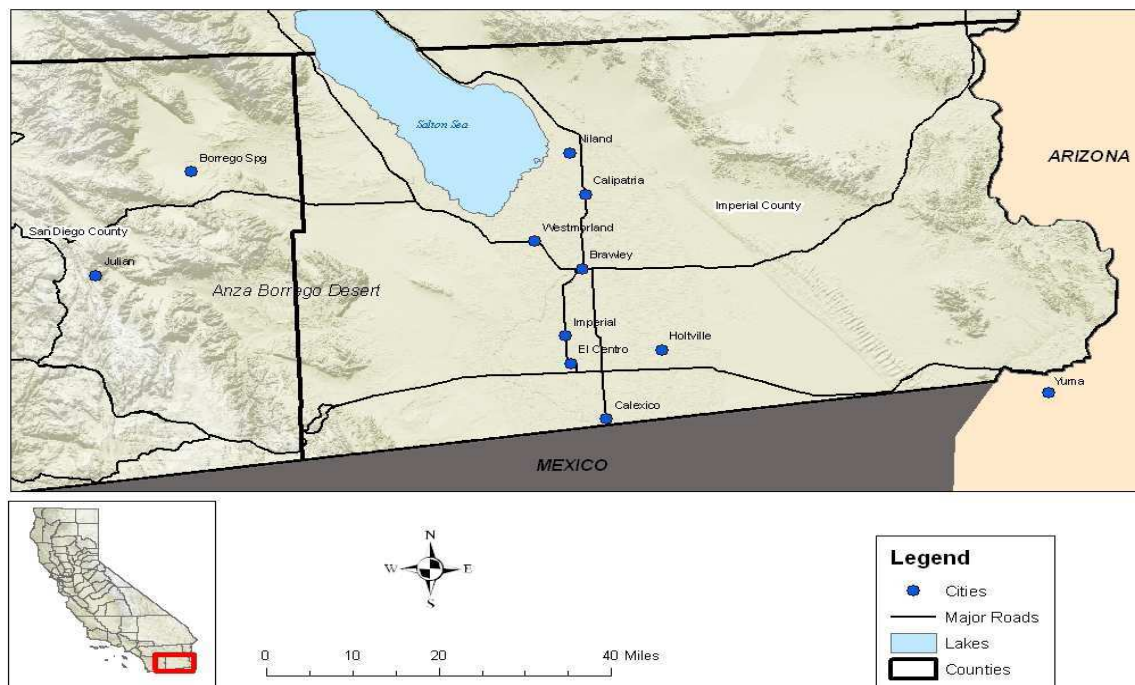 Salton Sea
Niland
Borrego Spg
ARIZONA
Calipatria
Imperial County
San Diego County
Westmorland
Julian
Brawley
Anza Borrego Desert
Imperial
Holtville
El Centro
Yuma
Calexico
MEXICO
N
W E
S
0 10 20 40 Miles
Legend
Cities
Major Roads
Lakes
Counties